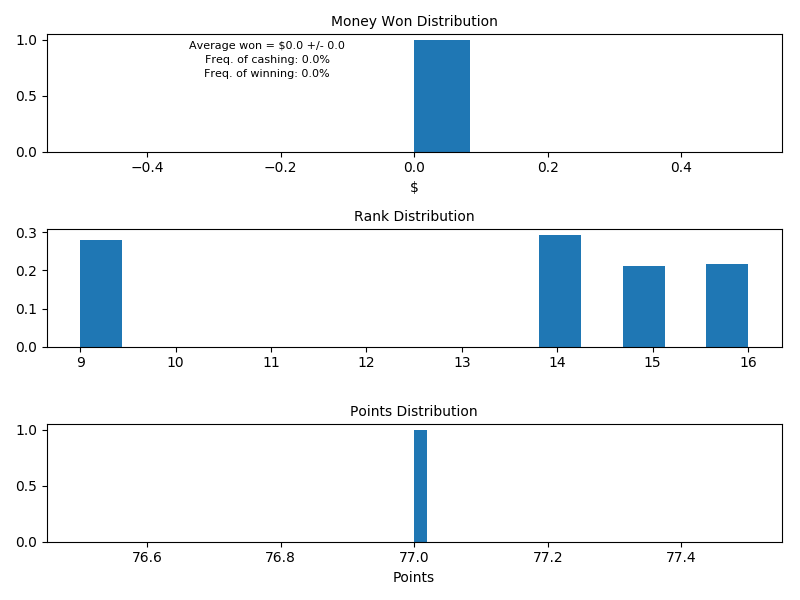 Money Won Distribution
Average won = $0.0 +/- 0.0
Freq. of cashing: 0.0%
Freq. of winning: 0.0%
1.0
0.5
0.0
−0.4 −0.2 0.0 0.2 0.4
$
Rank Distribution
0.3
0.2
0.1
0.0
9 10 11 12 13 14 15 16
Points Distribution
1.0
0.5
0.0
76.6 76.8 77.0 77.2 77.4
Points